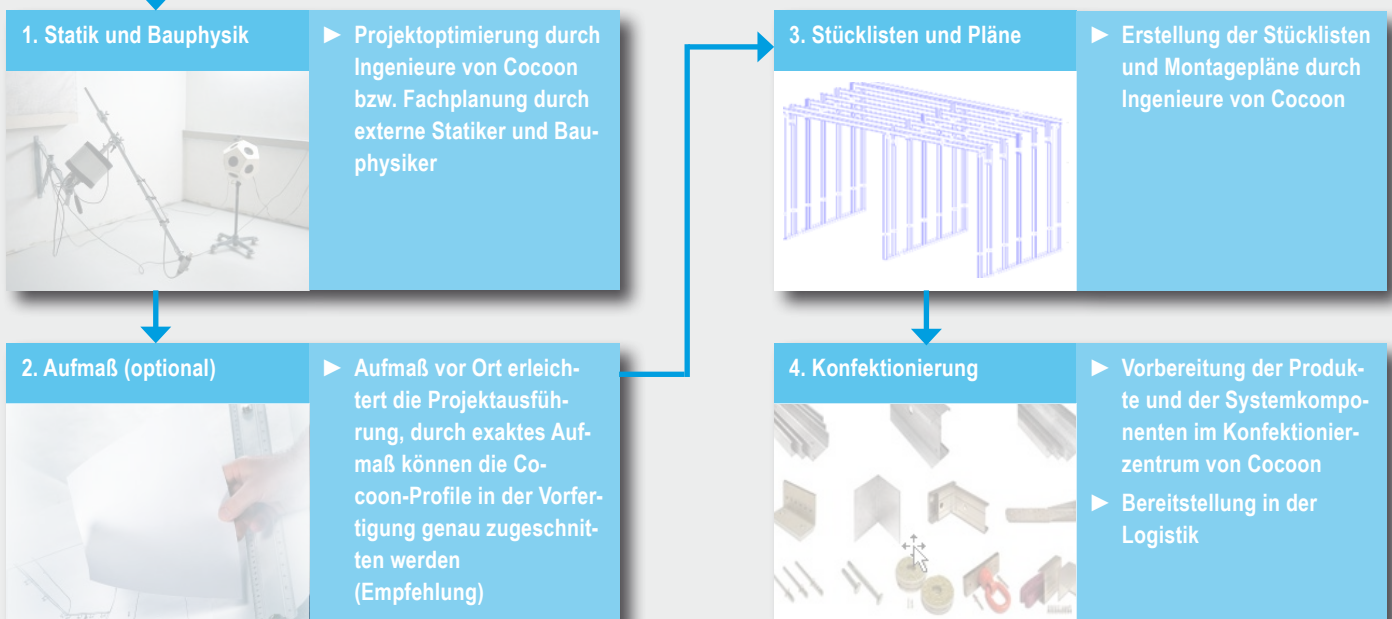 1. Statik und Bauphysik
► Projektoptimierung durch
Ingenieure von Cocoon
bzw. Fachplanung durch
externe Statiker und Bau-
physiker
2. Aufmaß (optional)
► Aufmaß vor Ort erleich-
tert die Projektausfüh-
rung, durch exaktes Auf-
maß können die Co-
coon-Profile in der Vorfer-
tigung genau zugeschnit-
ten werden
(Empfehlung)
3. Stücklisten und Pläne
► Erstellung der Stücklisten
und Montagepläne durch
Ingenieure von Cocoon
4. Konfektionierung
► Vorbereitung der Produk-
te und der Systemkompo-
nenten im Konfektionier-
zentrum von Cocoon
► Bereitstellung in der
Logistik